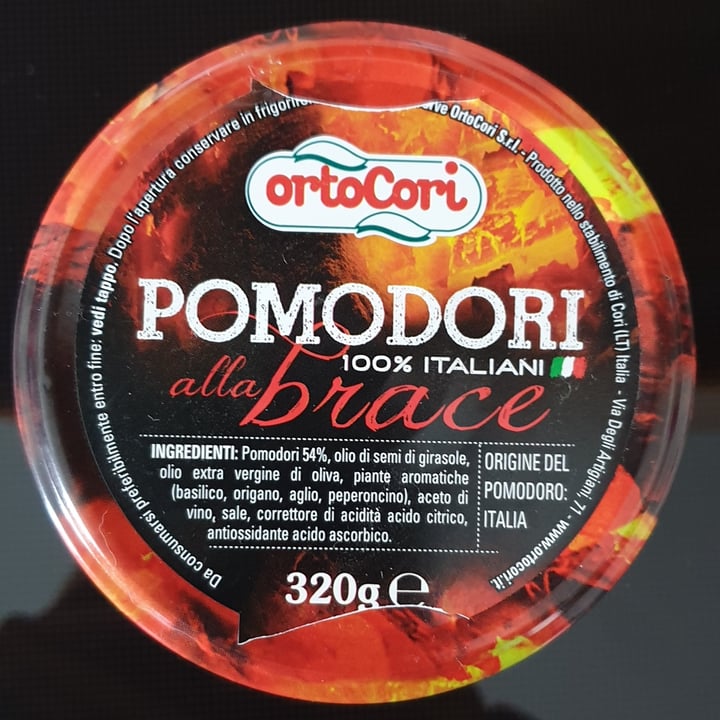 ortoCori
POMODORI
100% ITALIANI
alla brace
INGREDIENTI: Pomodori 54%, olio di semi di girasole,
olio extra vergine di oliva, piante aromatiche
(basilico, origano, aglio, peperoncino), aceto di
vino, sale, correttore di acidità acido citrico,
antiossidante acido ascorbico.
ORIGINE DEL
POMODORO:
ITALIA
320g e
Da consumarsi preferibilmente entro fine: vedi tappo. Dopo l'apertura conservare in
OrtoCori S.r.l. - Prodotto nello stabilimento di Cori (LT) Italia - Via Degli Artigiani, 71 - www.ortocori.it